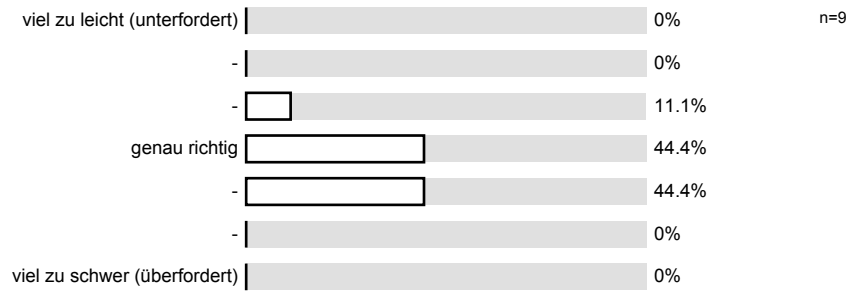 viel zu leicht (unterfordert) 0% n=9
- 0%
- 11.1%
genau richtig 44.4%
- 44.4%
- 0%
viel zu schwer (überfordert) 0%